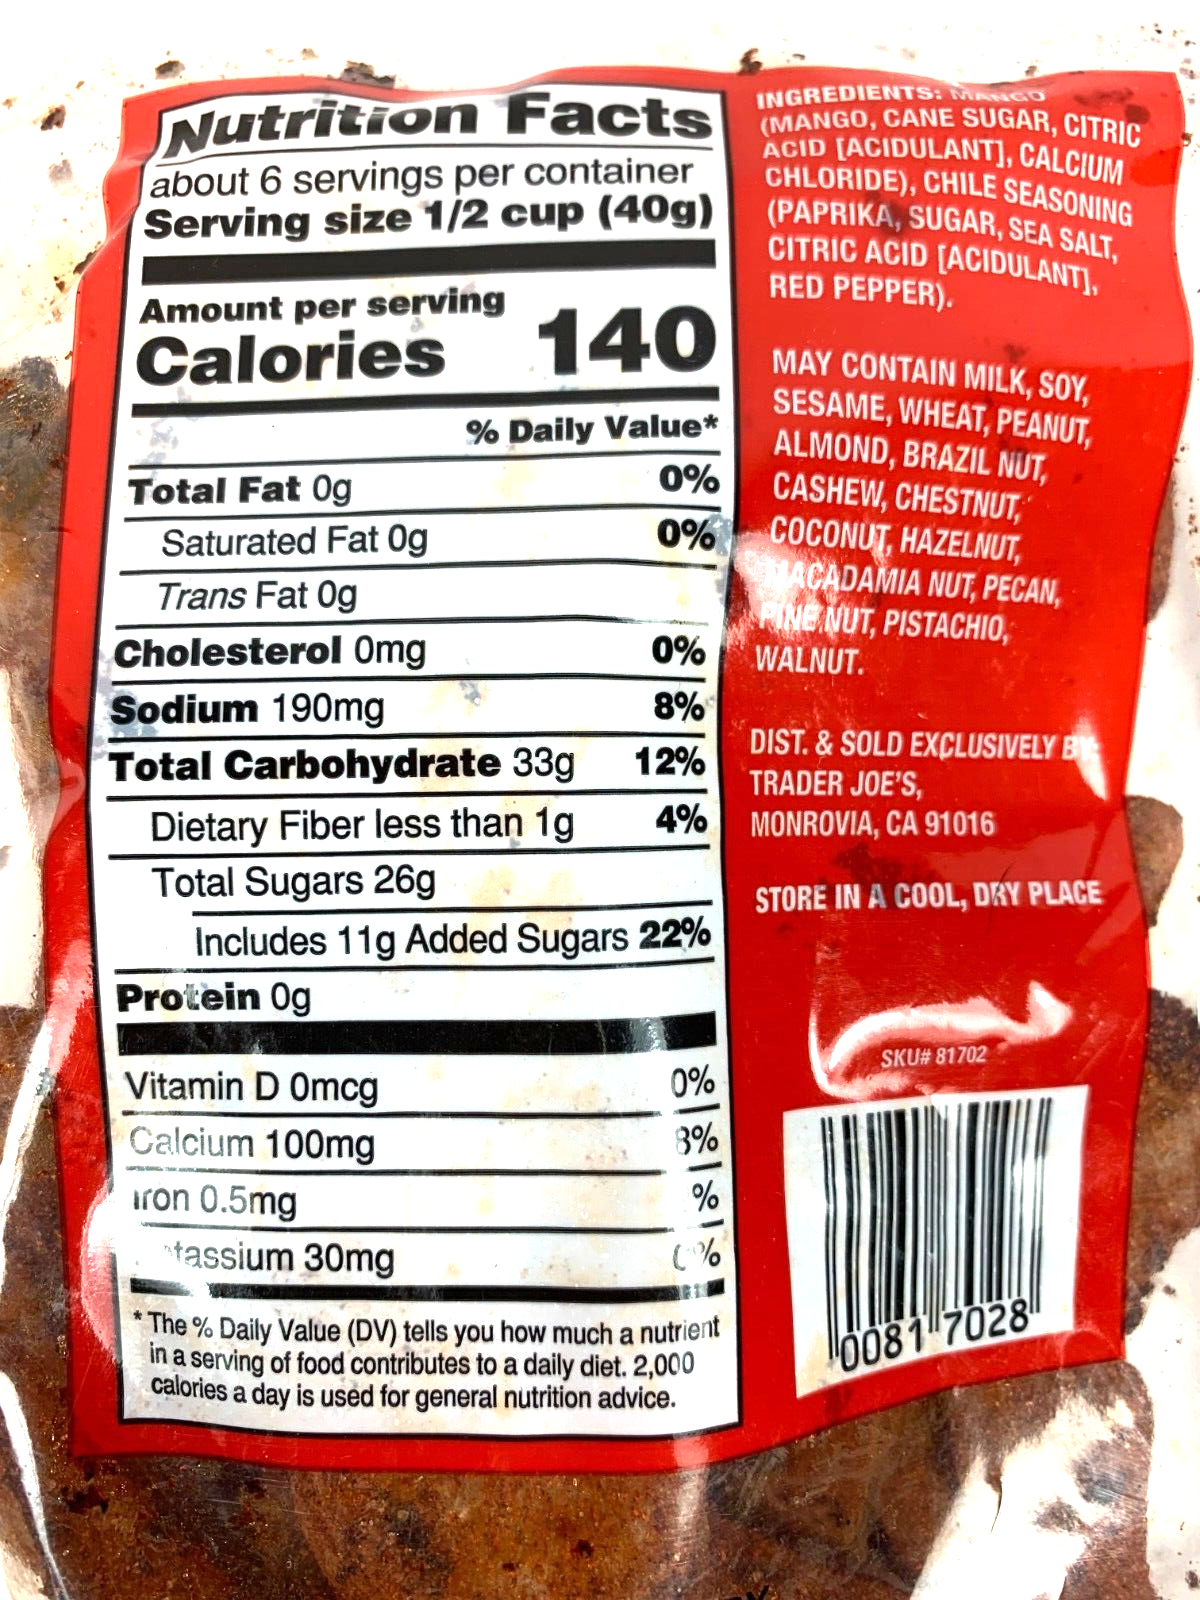 Nutrition Facts
about 6 servings per container
Serving size 1/2 cup (40g)
Amount per serving
Calories 140
% Daily Value*
Total Fat 0g 0%
Saturated Fat 0g 0%
Trans Fat 0g
Cholesterol 0mg 0%
Sodium 190mg 8%
Total Carbohydrate 33g 12%
Dietary Fiber less than 1g 4%
Total Sugars 26g
Includes 11g Added Sugars 22%
Protein 0g
Vitamin D 0mcg 0%
Calcium 100mg 8%
Iron 0.5mg %
30mg
* The % Daily Value (DV) tells you how much a nutrient
in a serving of food contributes to a daily diet. 2,000
calories a day is used for general nutrition advice.
INGREDIENTS: MANGO
(MANGO, CANE SUGAR, CITRIC
ACID [ACIDULANT], CALCIUM
CHLORIDE), CHILE SEASONING
(PAPRIKA, SUGAR, SEA SALT,
CITRIC ACID [ACIDULANT],
RED PEPPER).
MAY CONTAIN MILK, SOY,
SESAME, WHEAT, PEANUT,
ALMOND, BRAZIL NUT,
CASHEW, CHESTNUT,
COCONUT, HAZELNUT,
MACADAMIA NUT, PECAN,
PINE NUT, PISTACHIO,
WALNUT.
DIST. & SOLD EXCLUSIVELY BY:
TRADER JOE'S,
MONROVIA, CA 91016
STORE IN A COOL, DRY PLACE
SKU# 81702
0081 7028